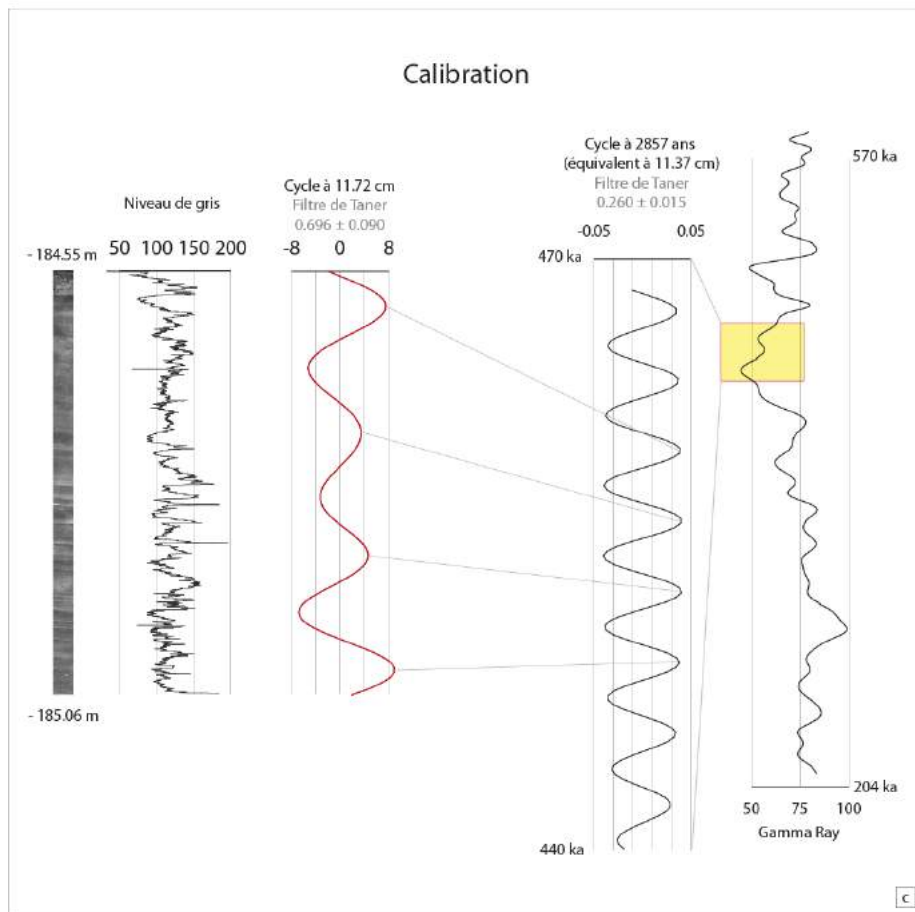 Calibration
Niveau de gris
50 100 150 200
- 184.55 m
- 185.06 m
Cycle à 11.72 cm
Filtre de Taner
0.696 ± 0.090
-8 0 8
Cycle à 2857 ans
(équivalent à 11.37 cm)
Filtre de Taner
0.260 ± 0.015
-0.05 0.05
470 ka
440 ka
570 ka
204 ka
50 75 100
Gamma Ray
c